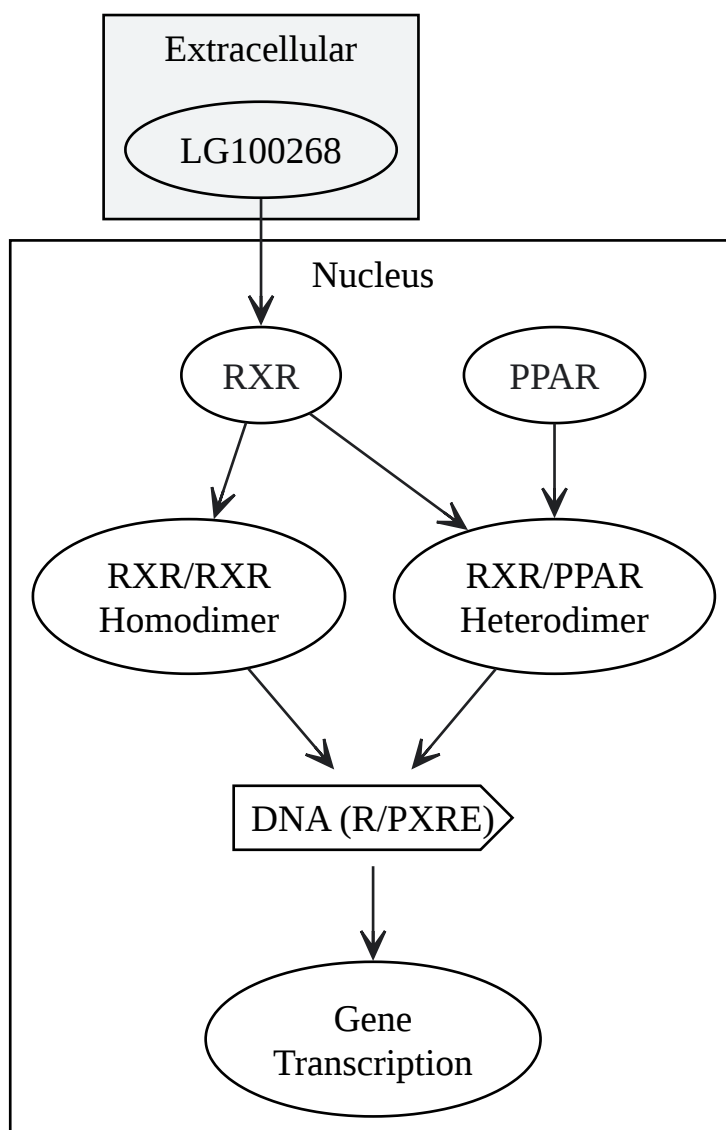 Extracellular
LG100268
Nucleus
RXR
PPAR
RXR/RXR
Homodimer
RXR/PPAR
Heterodimer
DNA (R/PXRE)
Gene
Transcription